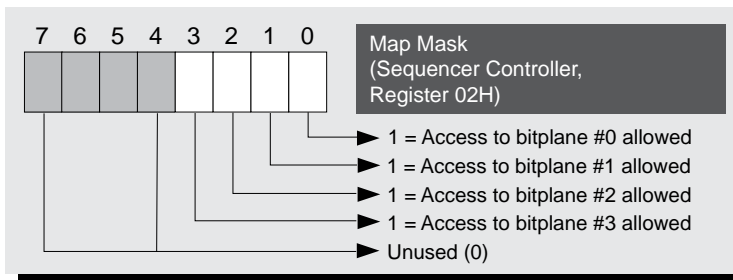 7 6 5 4 3 2 1 0
Map Mask
(Sequencer Controller,
Register 02H)
1 = Access to bitplane #0 allowed
1 = Access to bitplane #1 allowed
1 = Access to bitplane #2 allowed
1 = Access to bitplane #3 allowed
Unused (0)